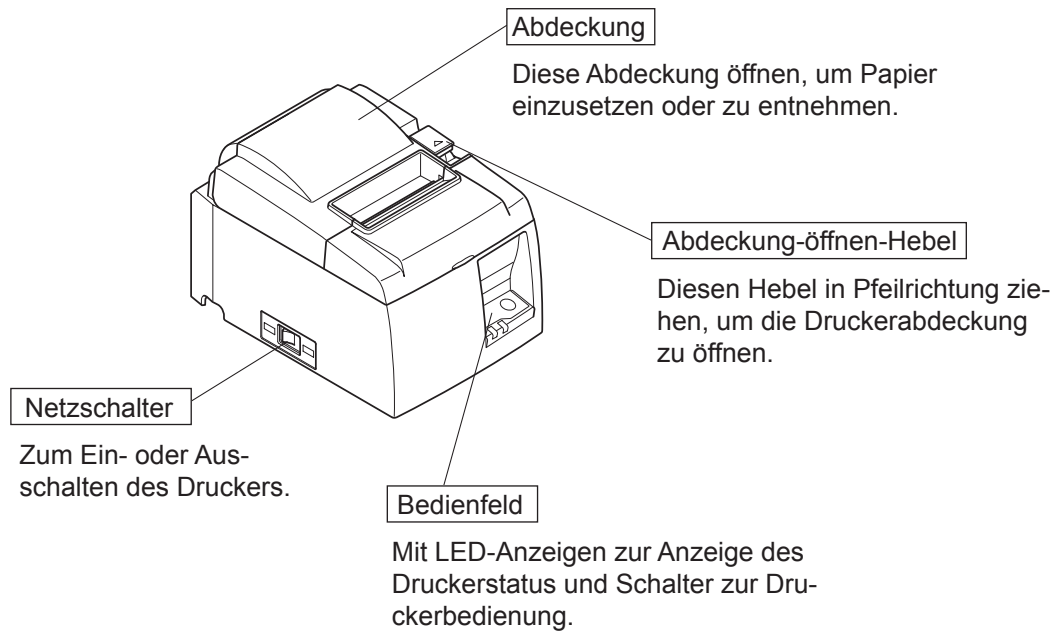 Abdeckung
Diese Abdeckung öffnen, um Papier
einzusetzen oder zu entnehmen.
Abdeckung-öffnen-Hebel
Diesen Hebel in Pfeilrichtung zie-
hen, um die Druckerabdeckung
zu öffnen.
Netzschalter
Zum Ein- oder Aus-
schalten des Druckers.
Bedienfeld
Mit LED-Anzeigen zur Anzeige des
Druckerstatus und Schalter zur Dru-
ckerbedienung.